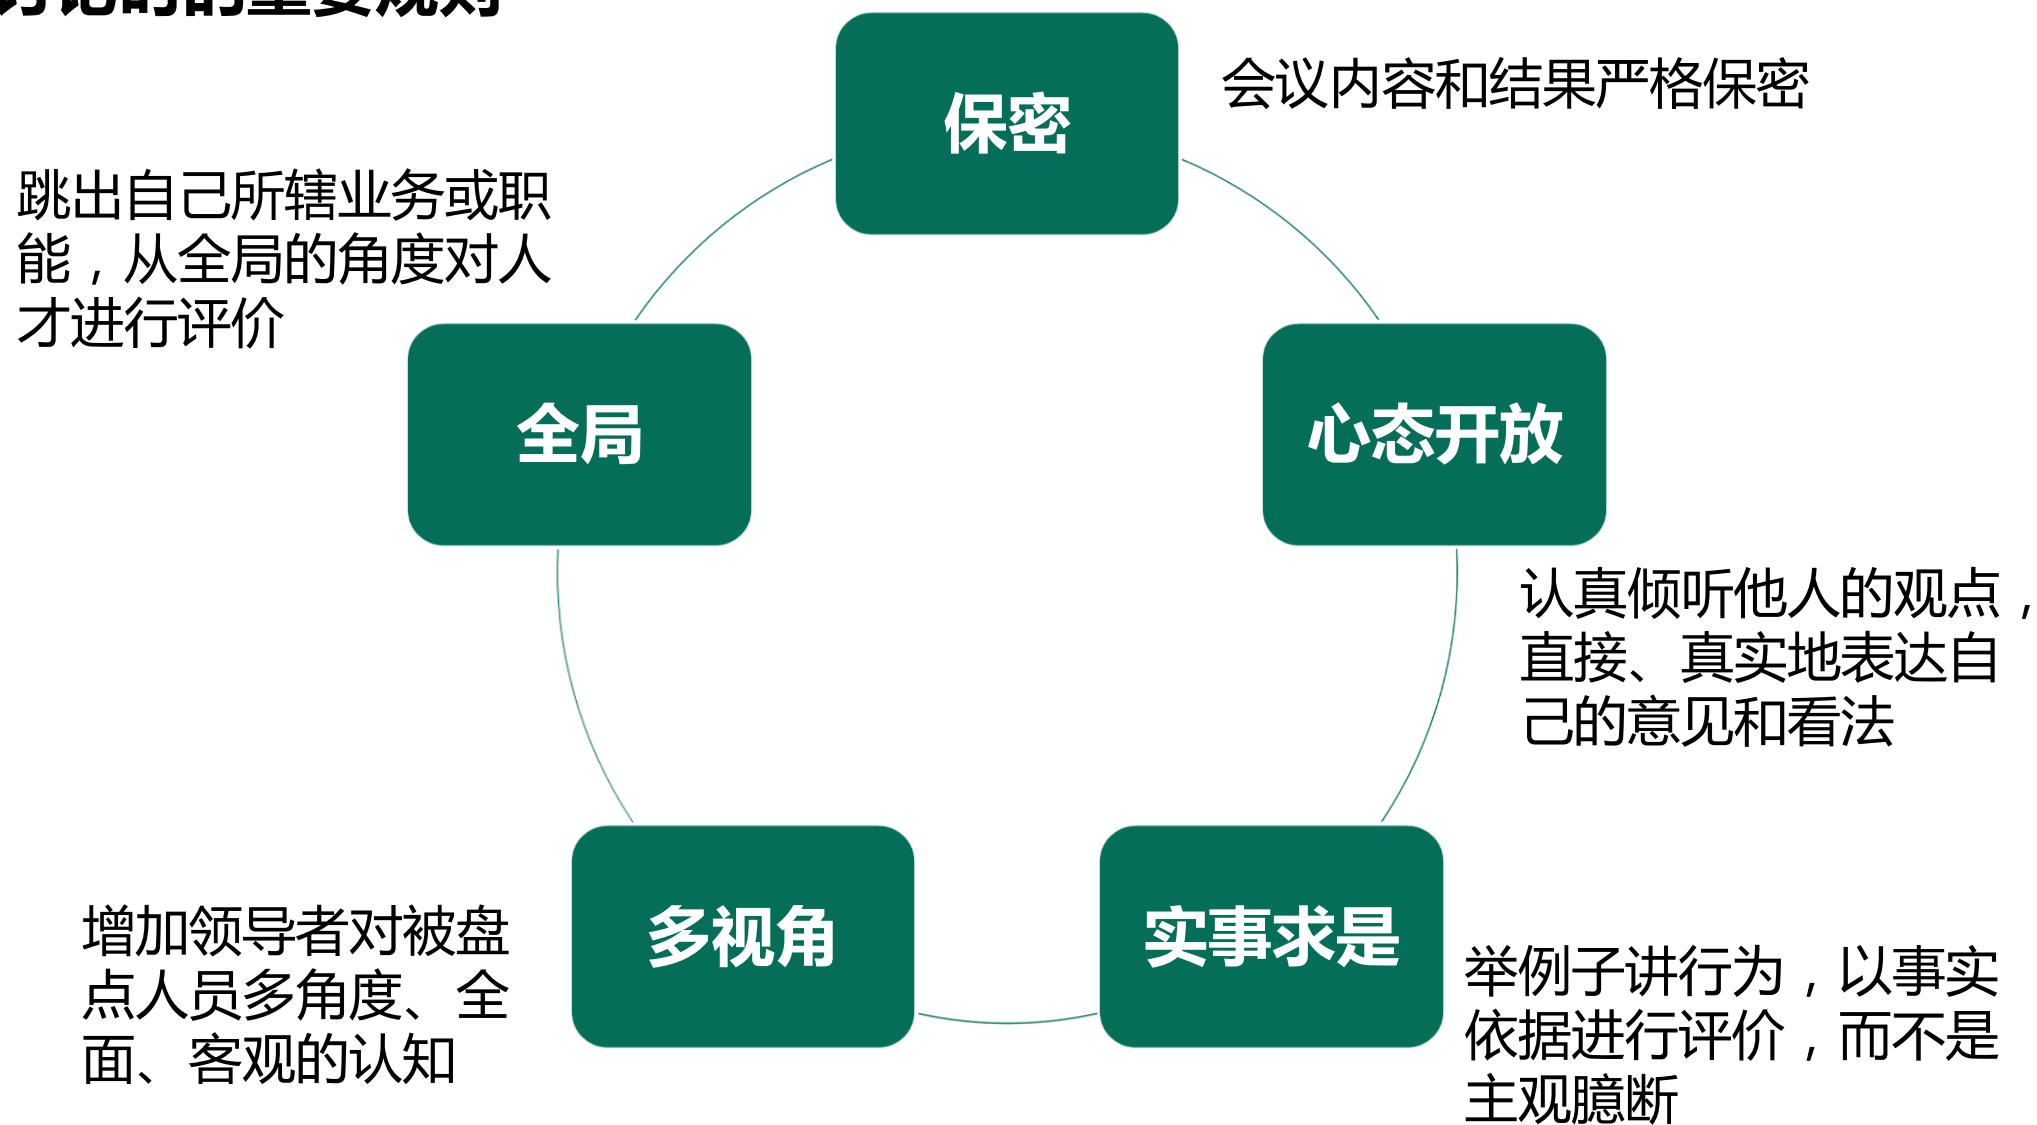 的重要规则
保密
会议内容和结果严格保密
跳出自己所辖业务或职
能，从全局的角度对人
才进行评价
全局
心态开放
认真倾听他人的观点，
直接、真实地表达自
己的意见和看法
多视角
实事求是
增加领导者对被盘
点人员多角度、全
面、客观的认知
举例子讲行为，以事实
依据进行评价，而不是
主观臆断